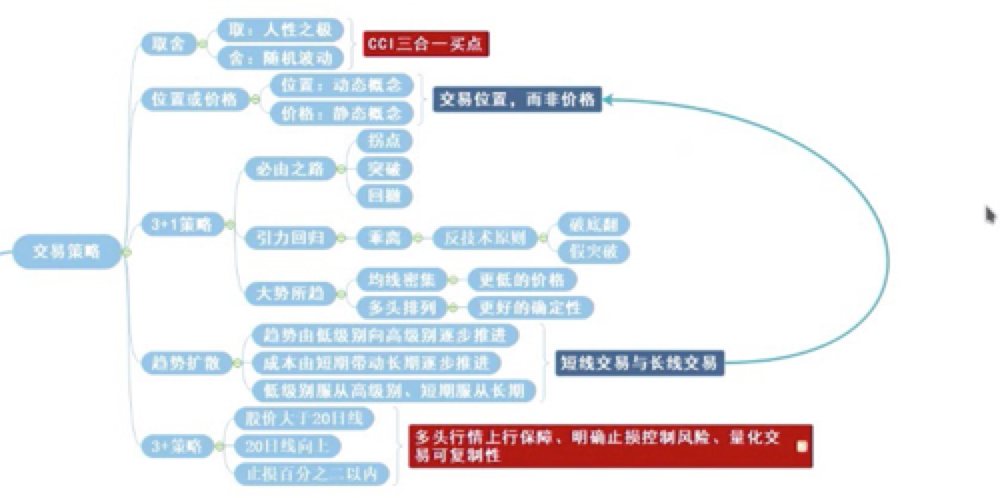 交易策略
取舍
取：人性之极
舍：随机波动
CCI三合一买点
位置或价格
位置：动态概念
价格：静态概念
交易位置，而非价格
3+1策略
必由之路
拐点
突破
回撤
引力回归
乖离
反技术原则
破底翻
假突破
大势所趋
均线密集
更低的价格
多头排列
更好的确定性
趋势扩散
趋势由低级别向高级别逐步推进
成本由短期带动长期逐步推进
低级别服从高级别、短期服从长期
短线交易与长线交易
3+策略
股价大于20日线
20日线向上
止损百分之二以内
多头行情上行保障、明确止损控制风险、量化交
易可复制性